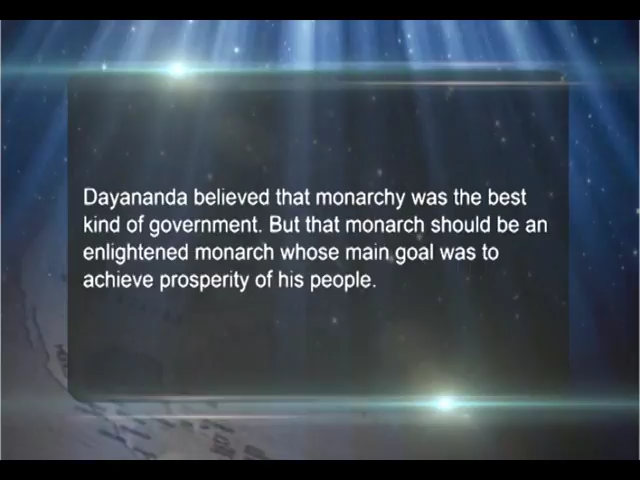 Dayananda believed that monarchy was the best
kind of government. But that monarch should be an
enlightened monarch whose main goal was to
achieve prosperity of his people.